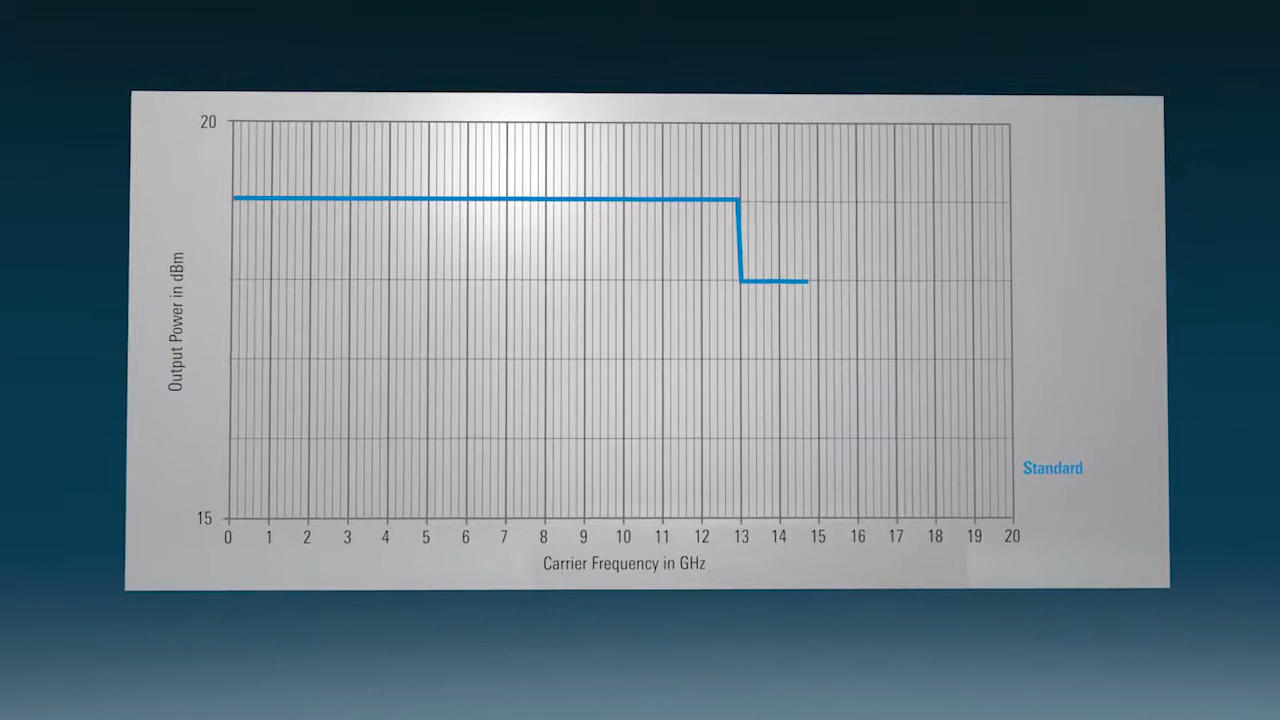 20
Output Power in dBm
15
0 1 2 3 4 5 6 7 8 9 10 11 12 13 14 15 16 17 18 19 20
Carrier Frequency in GHz
Standard